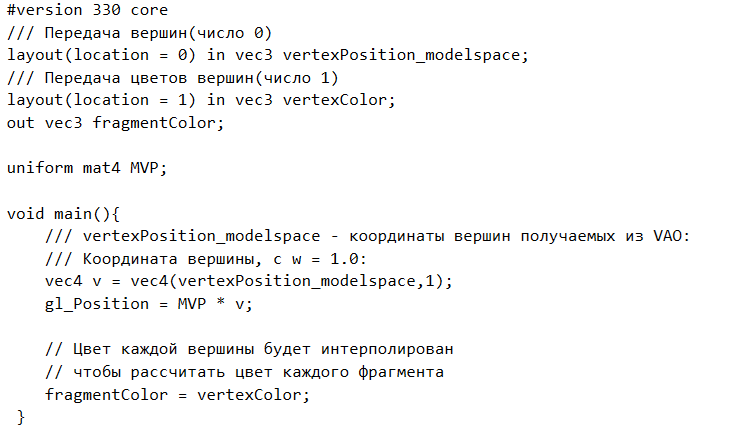 #version 330 core
/// Передача вершин(число 0)
layout(location = 0) in vec3 vertexPosition_modelspace;
/// Передача цветов вершин(число 1)
layout(location = 1) in vec3 vertexColor;
out vec3 fragmentColor;

uniform mat4 MVP;

void main(){
    /// vertexPosition_modelspace - координаты вершин получаемых из VAO:
    /// Координата вершины, с w = 1.0:
    vec4 v = vec4(vertexPosition_modelspace,1);
    gl_Position = MVP * v;

    // Цвет каждой вершины будет интерполирован
    // чтобы рассчитать цвет каждого фрагмента
    fragmentColor = vertexColor;
 }